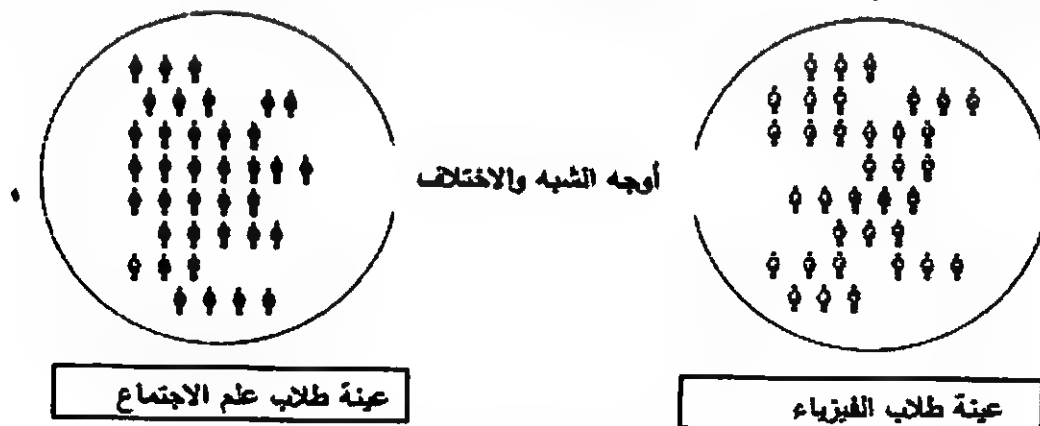 أوجه الشبه والاختلاف
عينة طلاب الفيزياء
عينة طلاب علم الاجتماع